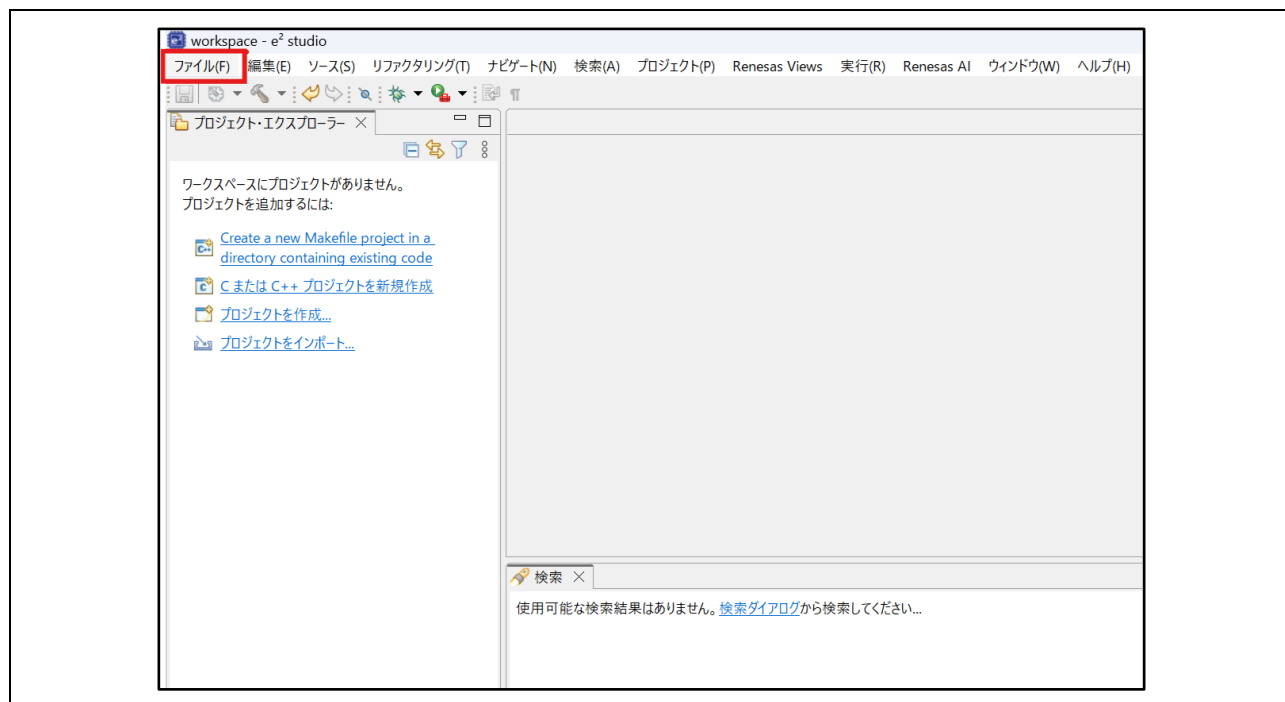 workspace - e² studio
ファイル(F) 編集(E) ソース(S) リファクタリング(T) ナビゲート(N) 検索(A) プロジェクト(P) Renesas Views 実行(R) Renesas AI ウィンドウ(W) ヘルプ(H)
プロジェクト・エクスプローラー
ワークスペースにプロジェクトがありません。
プロジェクトを追加するには:
Create a new Makefile project in a
directory containing existing code
C または C++ プロジェクトを新規作成
プロジェクトを作成...
プロジェクトをインポート...
検索
使用可能な検索結果はありません。検索ダイアログから検索してください...